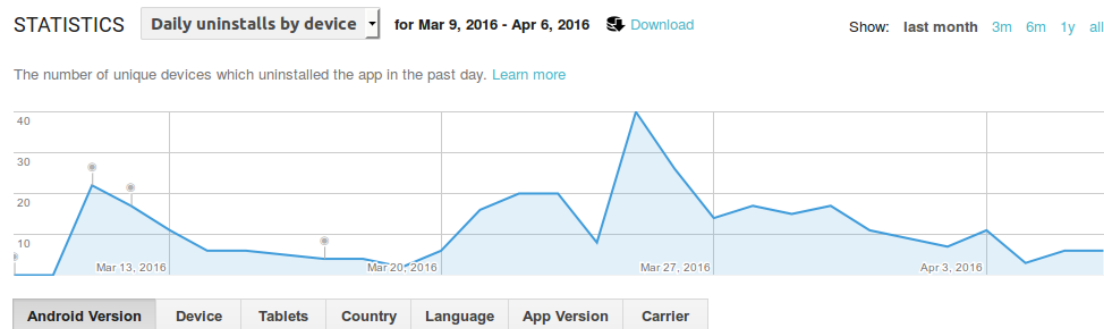 STATISTICS Daily uninstalls by device for Mar 9, 2016 - Apr 6, 2016 Download Show: last month 3m 6m 1y all
The number of unique devices which uninstalled the app in the past day. Learn more
40
30
20
10
Mar 13, 2016 Mar 20, 2016 Mar 27, 2016 Apr 3, 2016
Android Version Device Tablets Country Language App Version Carrier